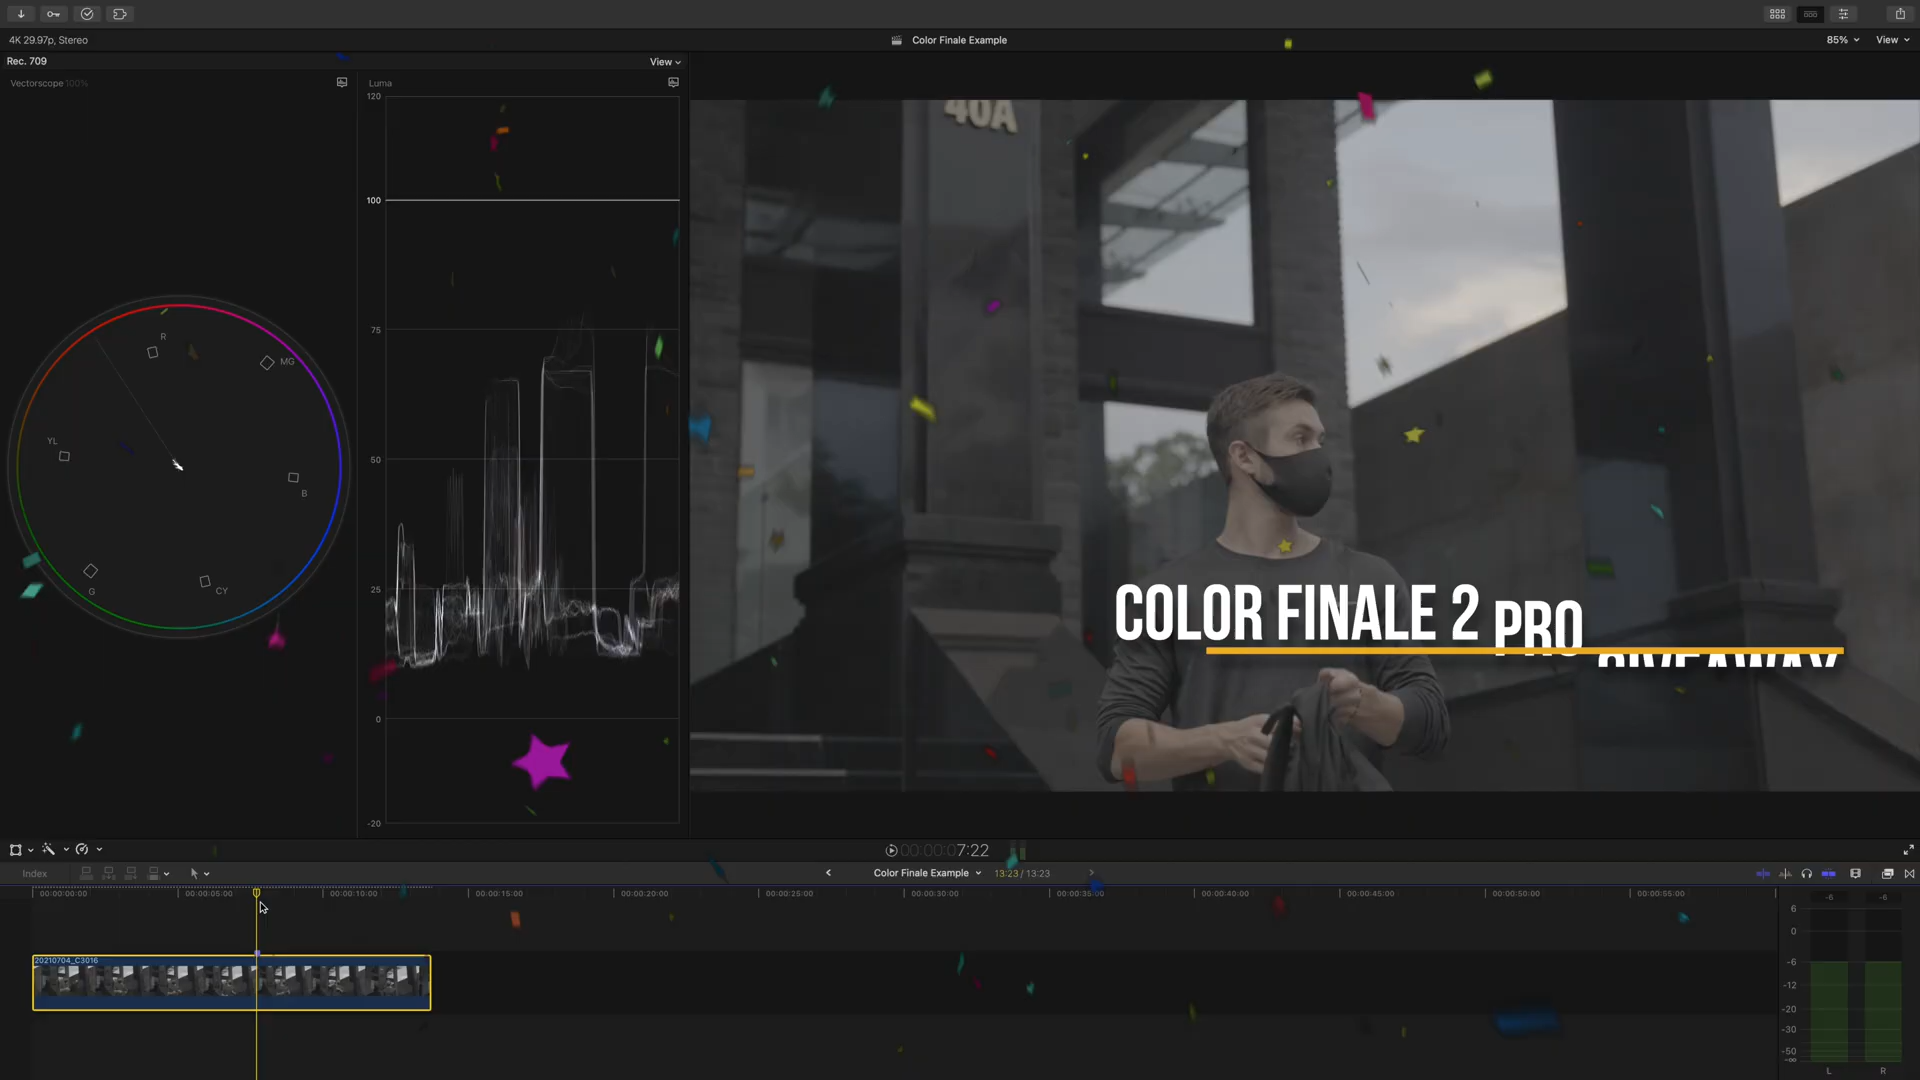 4K 29.97p, Stereo
Color Finale Example
85%
View
Rec. 709
View
Vectorscope 100%
Luma
120
100
75
50
25
0
-20
R
MG
YL
B
G
CY
40A
COLOR FINALE 2 PRO
GIVEAWAY
00:00:00:07:22
Index
Color Finale Example
13:23 / 13:23
00:00:00:00
00:00:05:00
00:00:10:00
00:00:15:00
00:00:20:00
00:00:25:00
00:00:30:00
00:00:35:00
00:00:40:00
00:00:45:00
00:00:50:00
00:00:55:00
20210704_C3016
-6
-6
6
0
-6
-12
-20
-30
-50
-∞
L
R